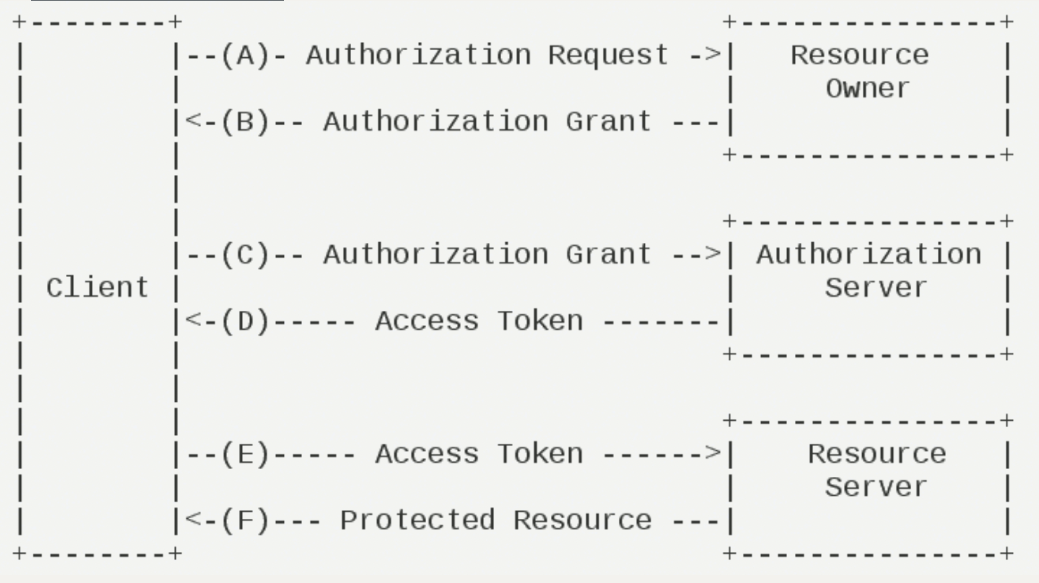 +--------+                               +---------------+
|        |--(A)- Authorization Request ->|   Resource    |
|        |                               |     Owner     |
|        |<-(B)-- Authorization Grant ---|               |
|        |                               +---------------+
|        |
|        |                               +---------------+
|        |--(C)-- Authorization Grant -->| Authorization |
| Client |                               |     Server    |
|        |<-(D)----- Access Token -------|               |
|        |                               +---------------+
|        |
|        |                               +---------------+
|        |--(E)----- Access Token ------>|    Resource   |
|        |                               |     Server    |
|        |<-(F)--- Protected Resource ---|               |
+--------+                               +---------------+